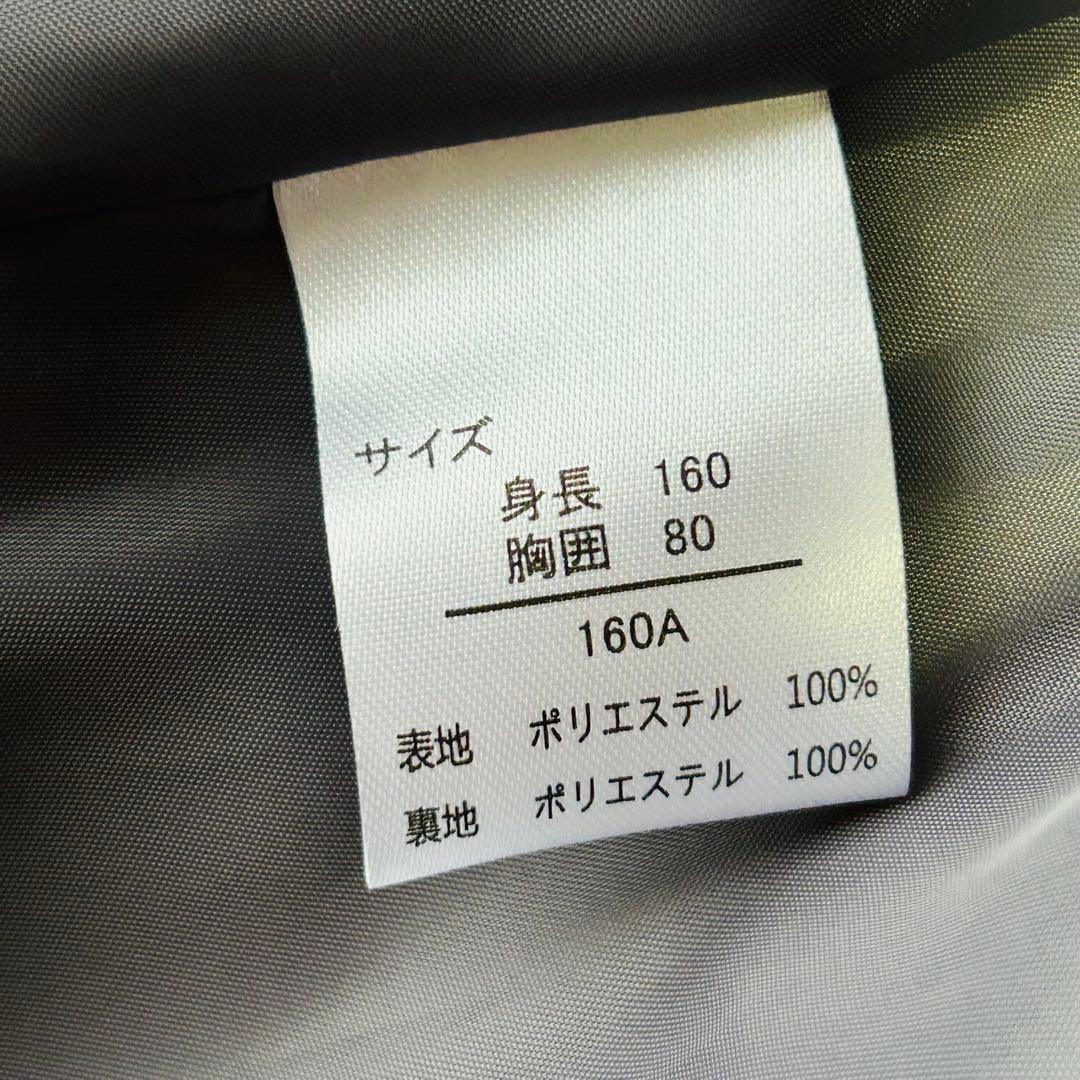 サイズ
身長 160
胸囲 80
160A
表地 ポリエステル 100%
裏地 ポリエステル 100%